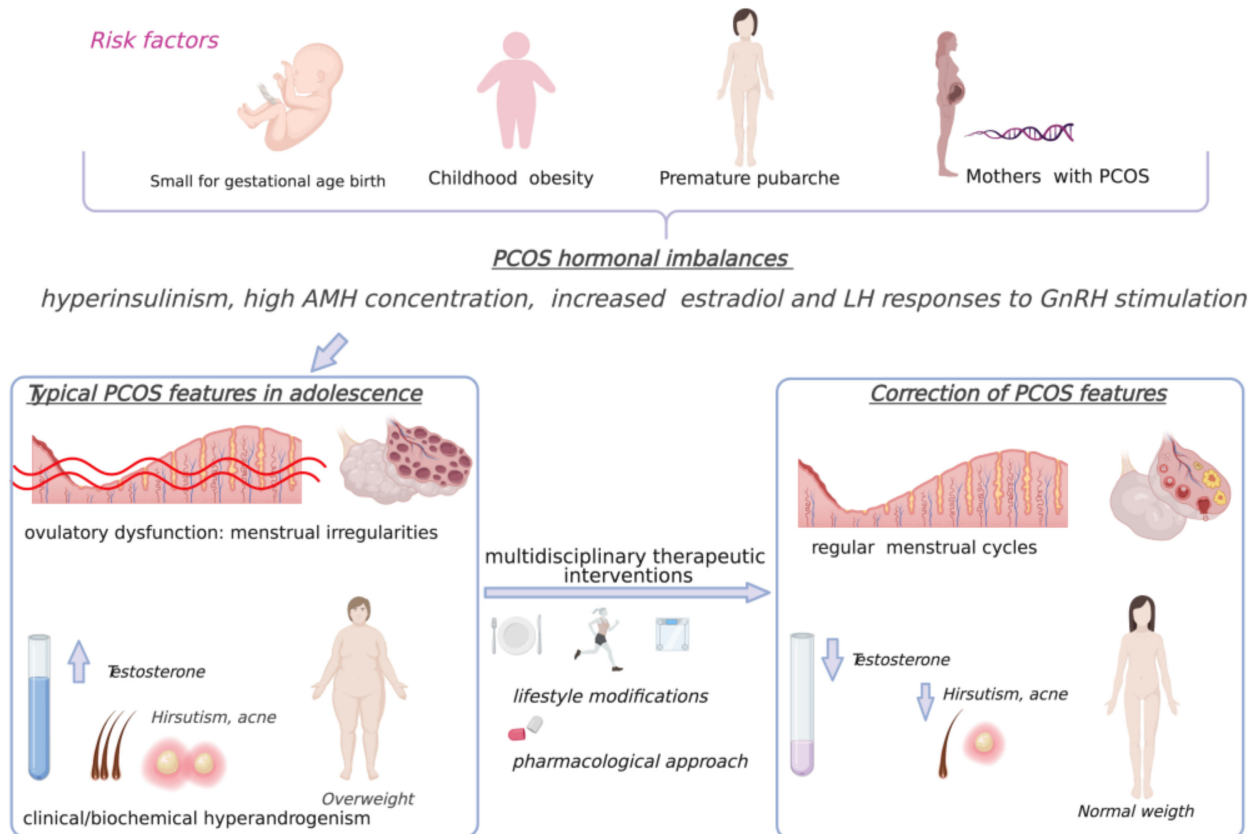 Risk factors
Small for gestational age birth
Childhood obesity
Premature pubarche
Mothers with PCOS
PCOS hormonal imbalances
hyperinsulinism, high AMH concentration, increased estradiol and LH responses to GnRH stimulation
Typical PCOS features in adolescence
ovulatory dysfunction: menstrual irregularities
Testosterone
Hirsutism, acne
Overweight
clinical/biochemical hyperandrogenism
multidisciplinary therapeutic
interventions
lifestyle modifications
pharmacological approach
Correction of PCOS features
regular menstrual cycles
Testosterone
Hirsutism, acne
Normal weigth